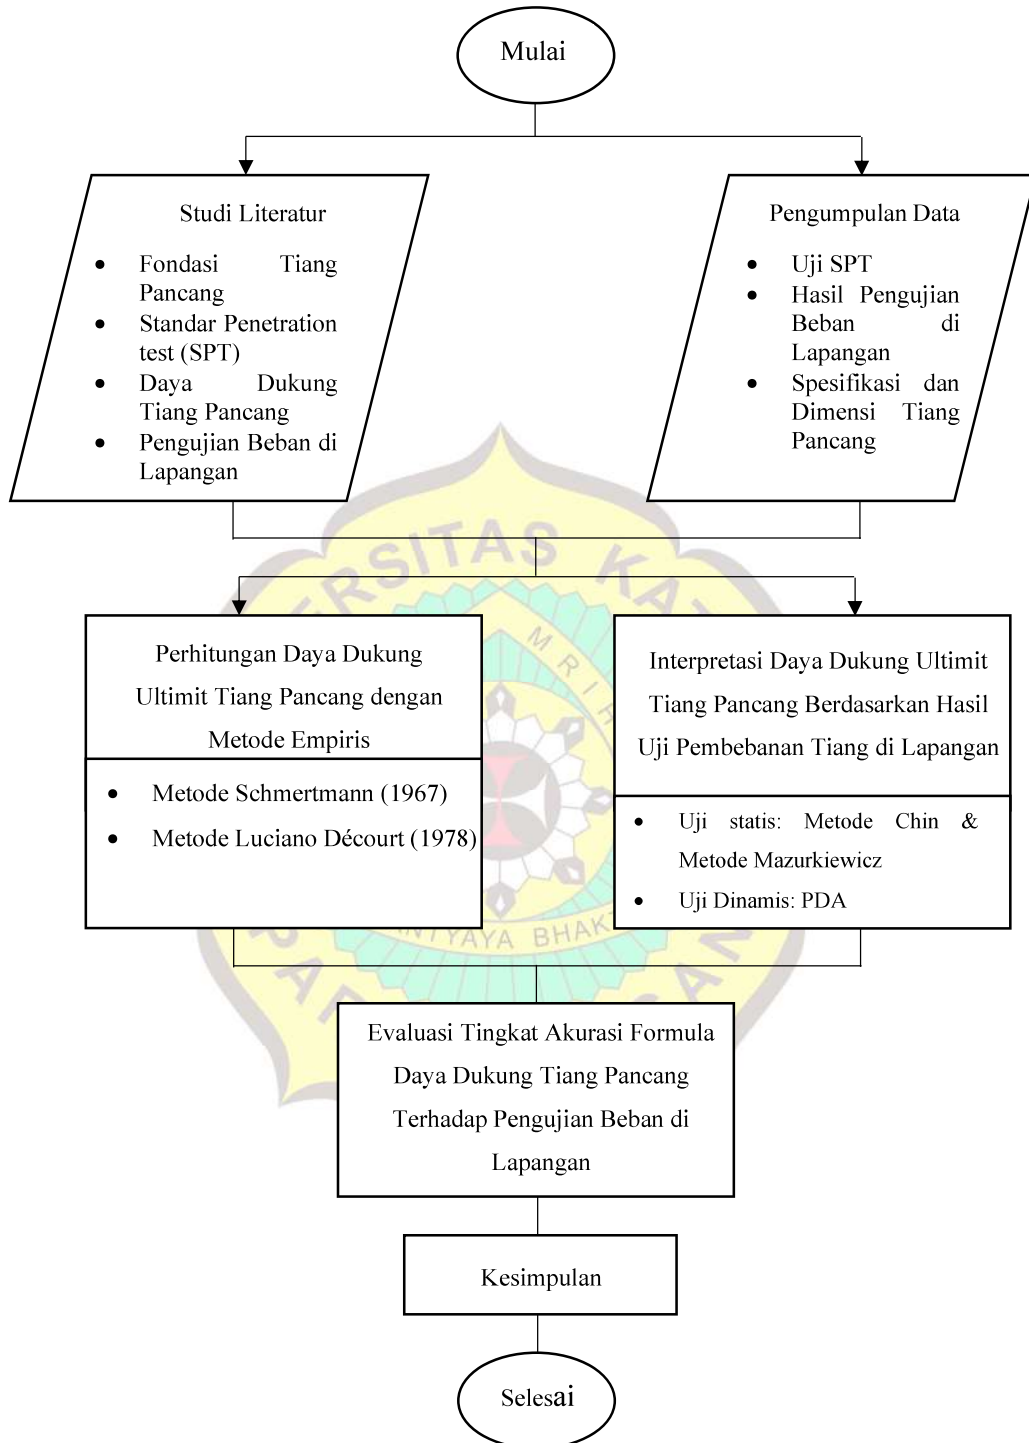 Mulai
Studi Literatur
• Fondasi Tiang
Pancang
• Standar Penetration
test (SPT)
• Daya Dukung
Tiang Pancang
• Pengujian Beban di
Lapangan
Pengumpulan Data
• Uji SPT
• Hasil Pengujian
Beban di
Lapangan
• Spesifikasi dan
Dimensi Tiang
Pancang
Perhitungan Daya Dukung
Ultimit Tiang Pancang dengan
Metode Empiris
• Metode Schmertmann (1967)
• Metode Luciano Décourt (1978)
Interpretasi Daya Dukung Ultimit
Tiang Pancang Berdasarkan Hasil
Uji Pembebanan Tiang di Lapangan
• Uji statis: Metode Chin &
Metode Mazurkiewicz
• Uji Dinamis: PDA
Evaluasi Tingkat Akurasi Formula
Daya Dukung Tiang Pancang
Terhadap Pengujian Beban di
Lapangan
Kesimpulan
Selesai